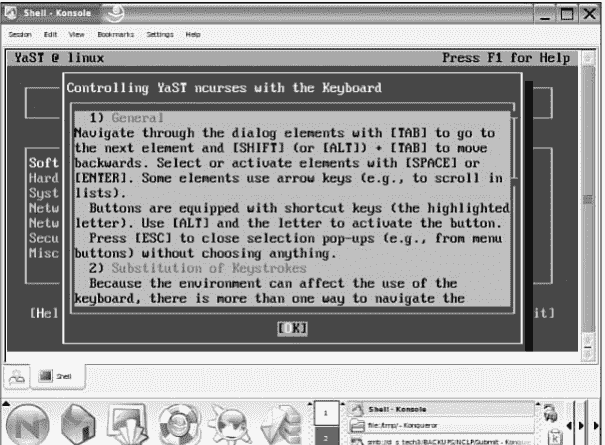 Shell - Konsole
Session Edit View Bookmarks Settings Help
YaST @ linux Press F1 for Help
Controlling YaST ncurses with the Keyboard
1) General
Navigate through the dialog elements with [TAB] to go to
the next element and [SHIFT] (or [ALT]) + [TAB] to move
backwards. Select or activate elements with [SPACE] or
[ENTER]. Some elements use arrow keys (e.g., to scroll in
lists).
Buttons are equipped with shortcut keys (the highlighted
letter). Use [ALT] and the letter to activate the button.
Press [ESC] to close selection pop-ups (e.g., from menu
buttons) without choosing anything.
2) Substitution of Keystrokes
Because the environment can affect the use of the
keyboard, there is more than one way to navigate the
Soft
Hard
Syst
Netw
Netw
Secu
Misc
[Hel it]
[OK]
Shell
N
1
2
Shell - Konsole
file:/tmp/ - Konqueror